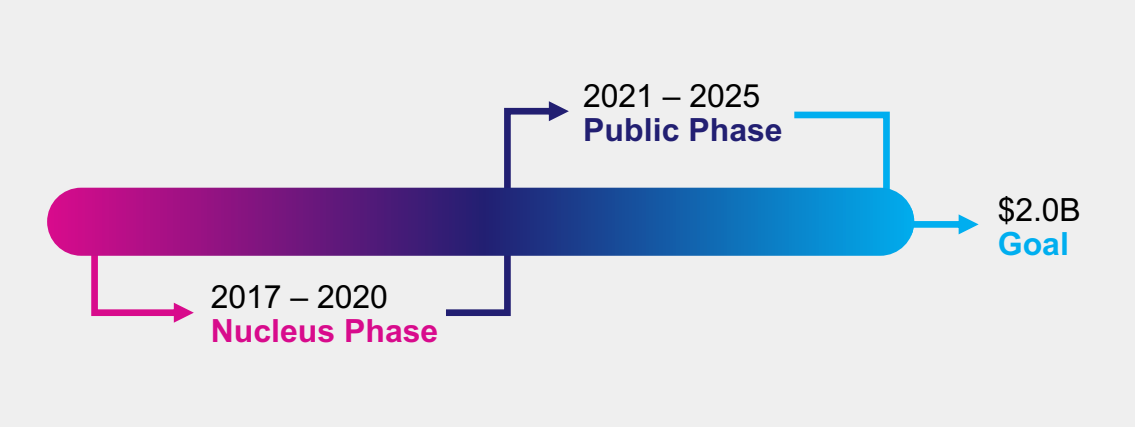 2021 – 2025
Public Phase
$2.0B
Goal
2017 – 2020
Nucleus Phase